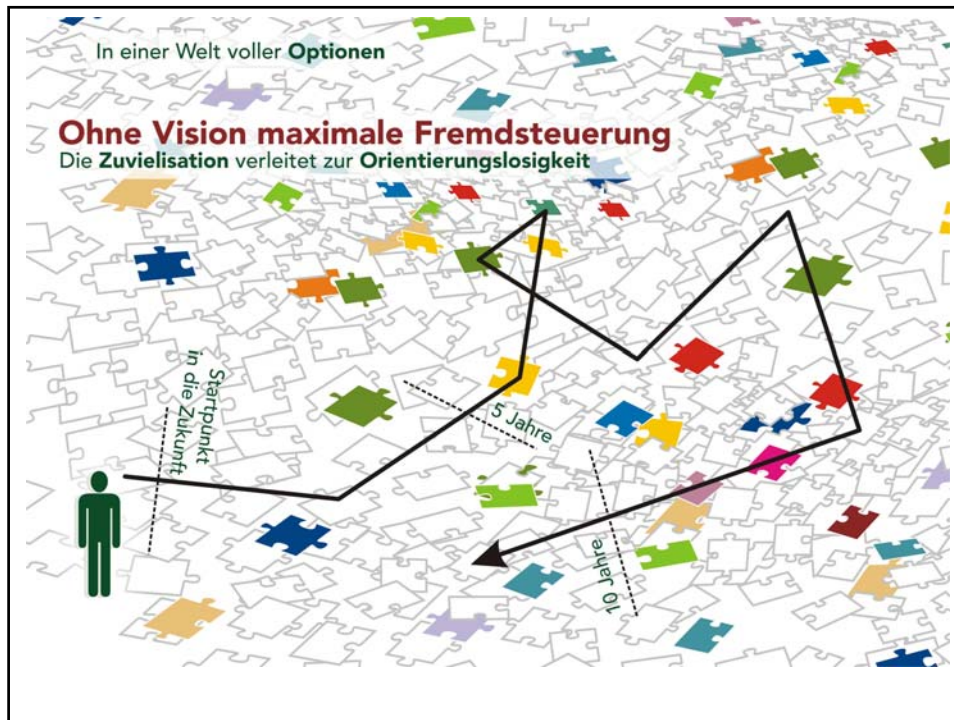 In einer Welt voller Optionen
Ohne Vision maximale Fremdsteuerung
Die Zuvielisation verleitet zur Orientierungslosigkeit
Startpunkt
in die Zukunft
5 Jahre
10 Jahre